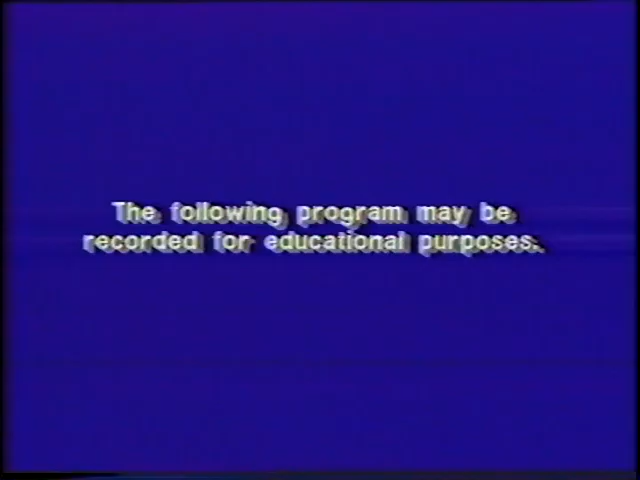 The following program may be
recorded for educational purposes.